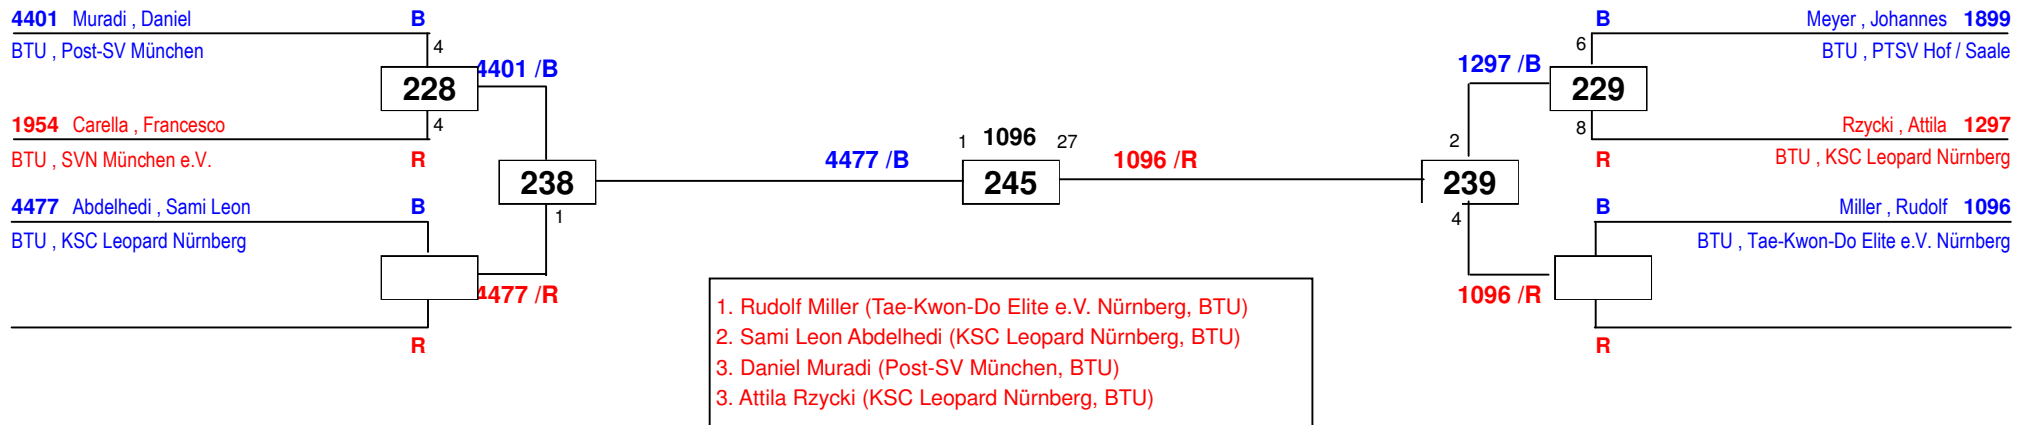 4401 Muradi , Daniel B
BTU , Post-SV München
4
228
4401 /B
1954 Carella , Francesco
4
BTU , SVN München e.V. R
4477 Abdelhedi , Sami Leon B
BTU , KSC Leopard Nürnberg
4477 /R
R
238
1
4477 /B
1 1096 27
245
1096 /R
2
239
4
B Meyer , Johannes 1899
6
BTU , PTSV Hof / Saale
1297 /B
229
8
Rzycki , Attila 1297
R BTU , KSC Leopard Nürnberg
B Miller , Rudolf 1096
BTU , Tae-Kwon-Do Elite e.V. Nürnberg
1096 /R
R
1. Rudolf Miller (Tae-Kwon-Do Elite e.V. Nürnberg, BTU)
2. Sami Leon Abdelhedi (KSC Leopard Nürnberg, BTU)
3. Daniel Muradi (Post-SV München, BTU)
3. Attila Rzycki (KSC Leopard Nürnberg, BTU)